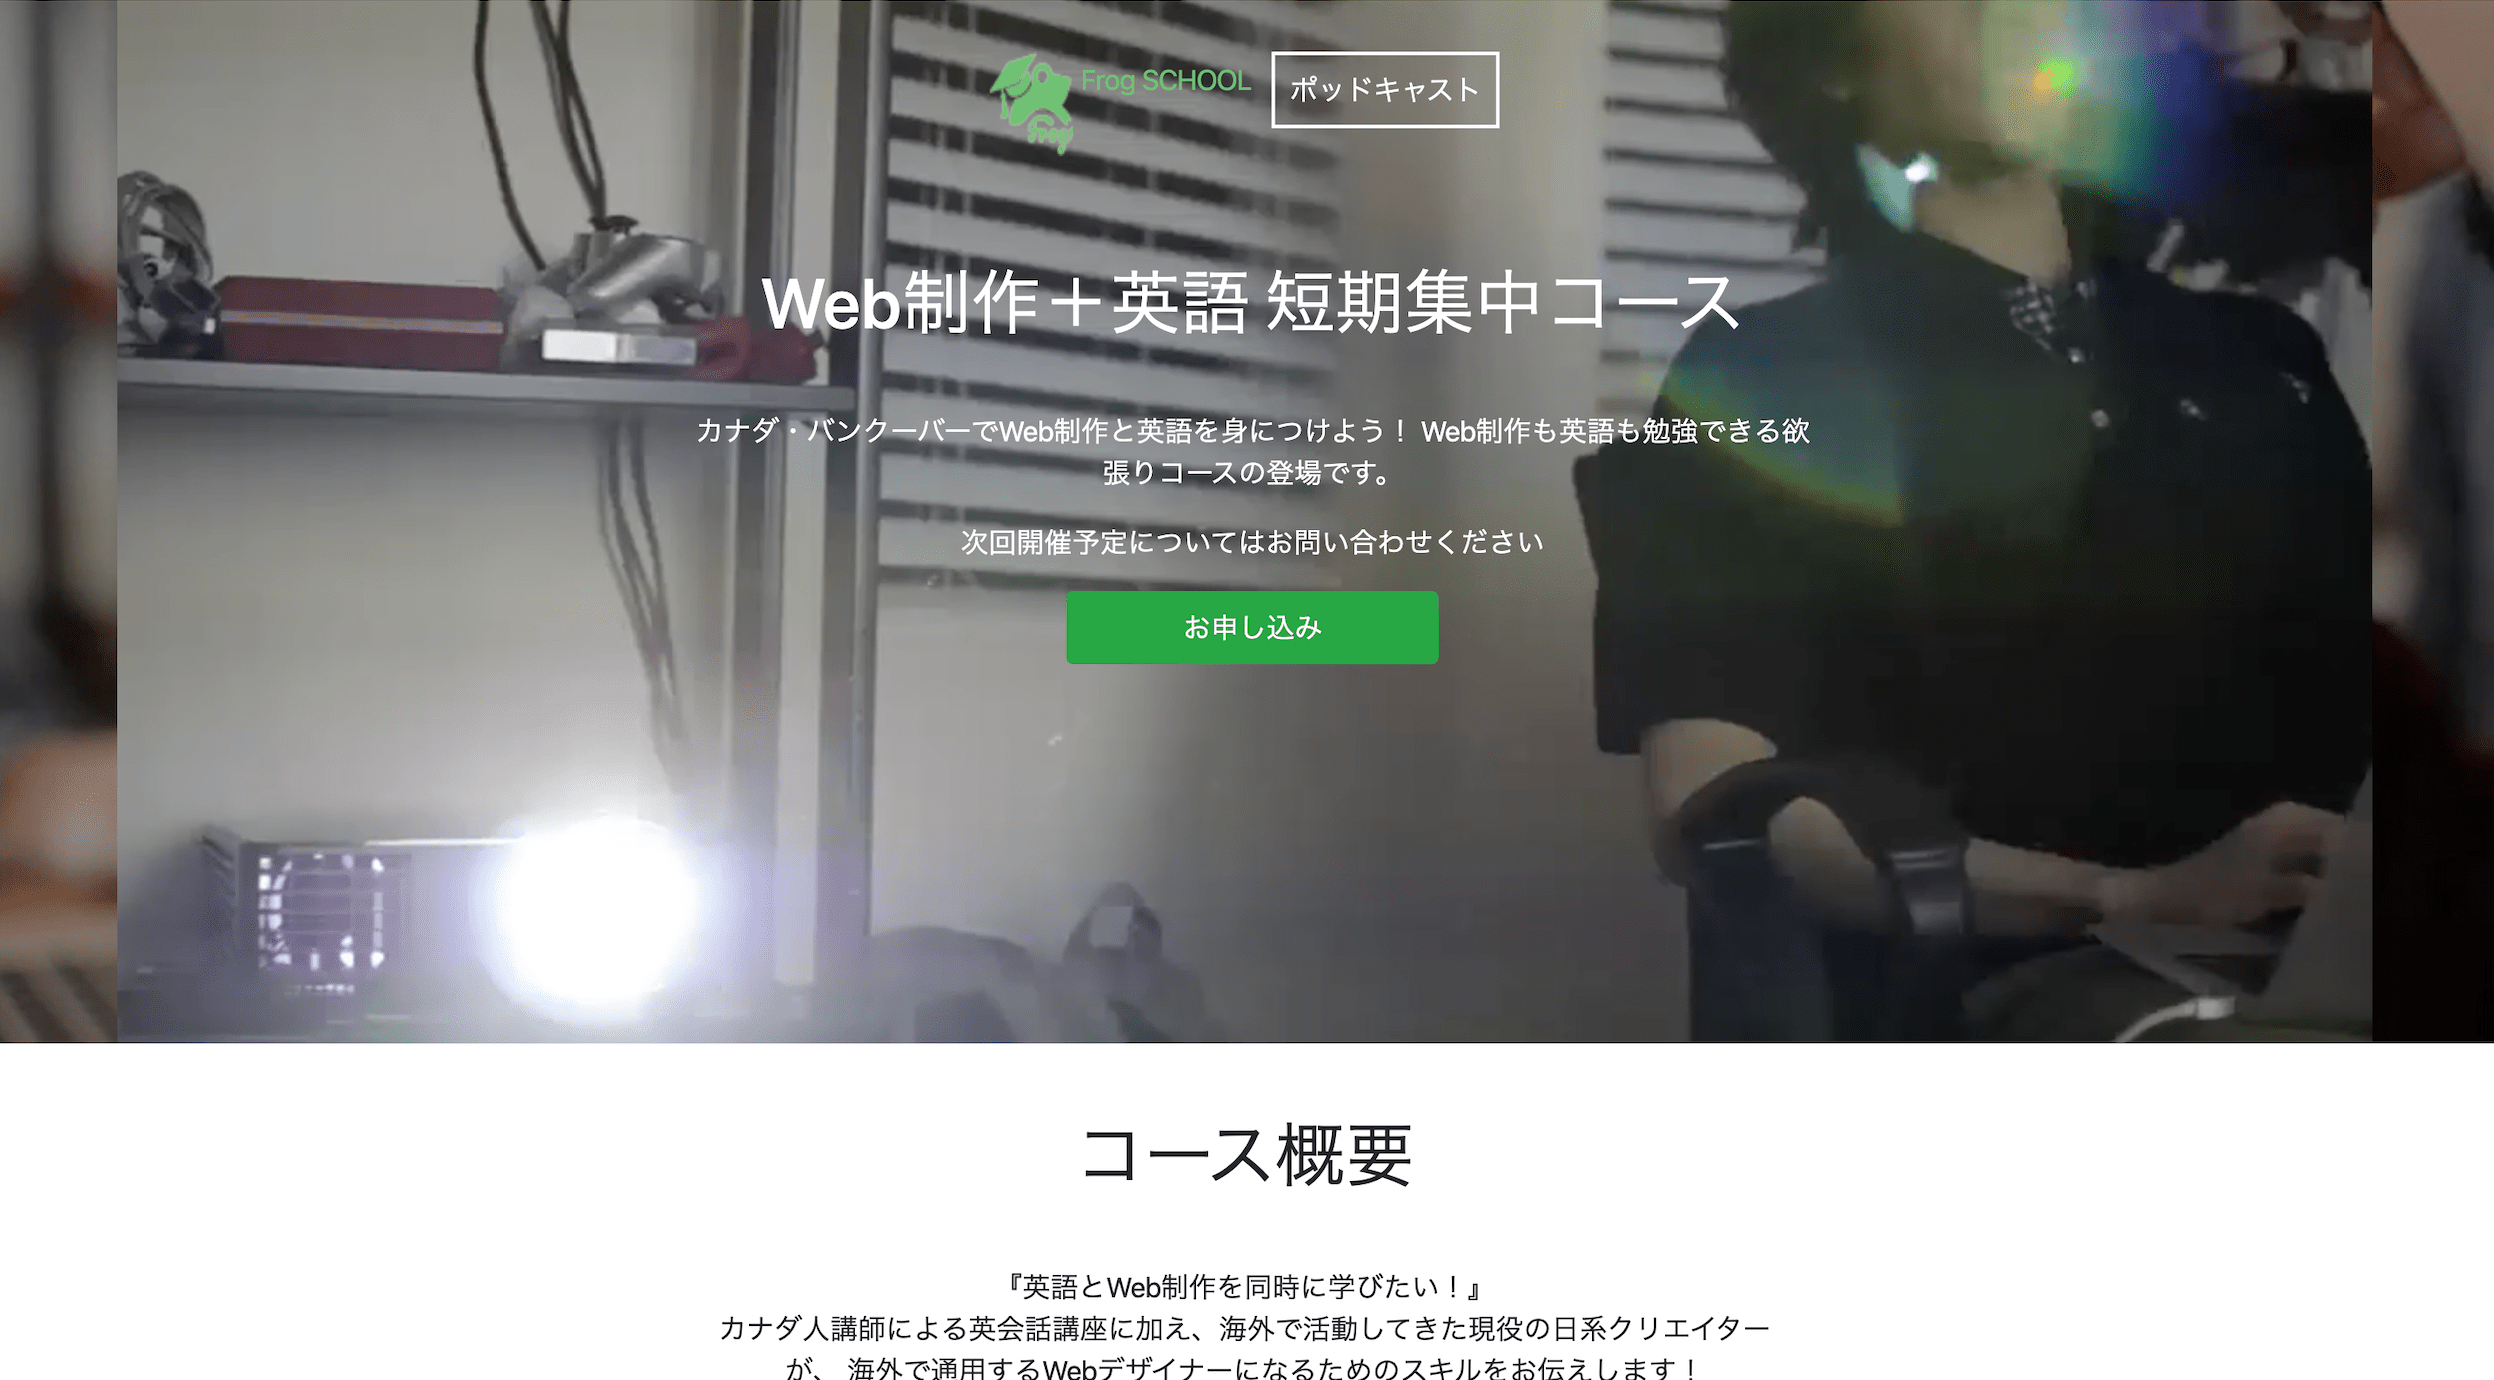 Frog SCHOOL
ポッドキャスト
Frog
Web制作＋英語 短期集中コース
カナダ・バンクーバーでWeb制作と英語を身につけよう！ Web制作も英語も勉強できる欲
張りコースの登場です。
次回開催予定についてはお問い合わせください
お申し込み
コース概要
『英語とWeb制作を同時に学びたい！』
カナダ人講師による英会話講座に加え、海外で活動してきた現役の日系クリエイター
が、 海外で通用するWebデザイナーになるためのスキルをお伝えします！